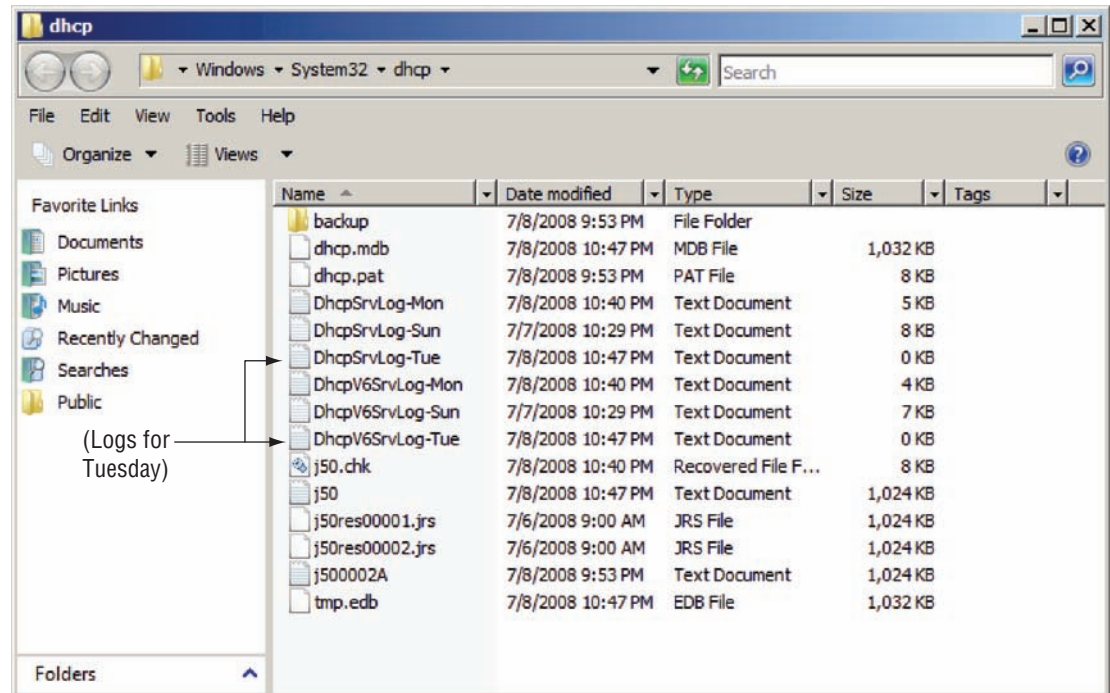 dhcp
Windows System32 dhcp Search
File Edit View Tools Help
Organize Views
Favorite Links
Documents
Pictures
Music
Recently Changed
Searches
Public
(Logs for
Tuesday)
Folders
Name Date modified Type Size Tags
backup 7/8/2008 9:53 PM File Folder
dhcp.mdb 7/8/2008 10:47 PM MDB File 1,032 KB
dhcp.pat 7/8/2008 9:53 PM PAT File 8 KB
DhcpSrvLog-Mon 7/8/2008 10:40 PM Text Document 5 KB
DhcpSrvLog-Sun 7/7/2008 10:29 PM Text Document 8 KB
DhcpSrvLog-Tue 7/8/2008 10:47 PM Text Document 0 KB
DhcpV6SrvLog-Mon 7/8/2008 10:40 PM Text Document 4 KB
DhcpV6SrvLog-Sun 7/7/2008 10:29 PM Text Document 7 KB
DhcpV6SrvLog-Tue 7/8/2008 10:47 PM Text Document 0 KB
j50.chk 7/8/2008 10:40 PM Recovered File F... 8 KB
j50 7/8/2008 10:47 PM Text Document 1,024 KB
j50res00001.jrs 7/6/2008 9:00 AM JRS File 1,024 KB
j50res00002.jrs 7/6/2008 9:00 AM JRS File 1,024 KB
j500002A 7/8/2008 9:53 PM Text Document 1,024 KB
tmp.edb 7/8/2008 10:47 PM EDB File 1,032 KB